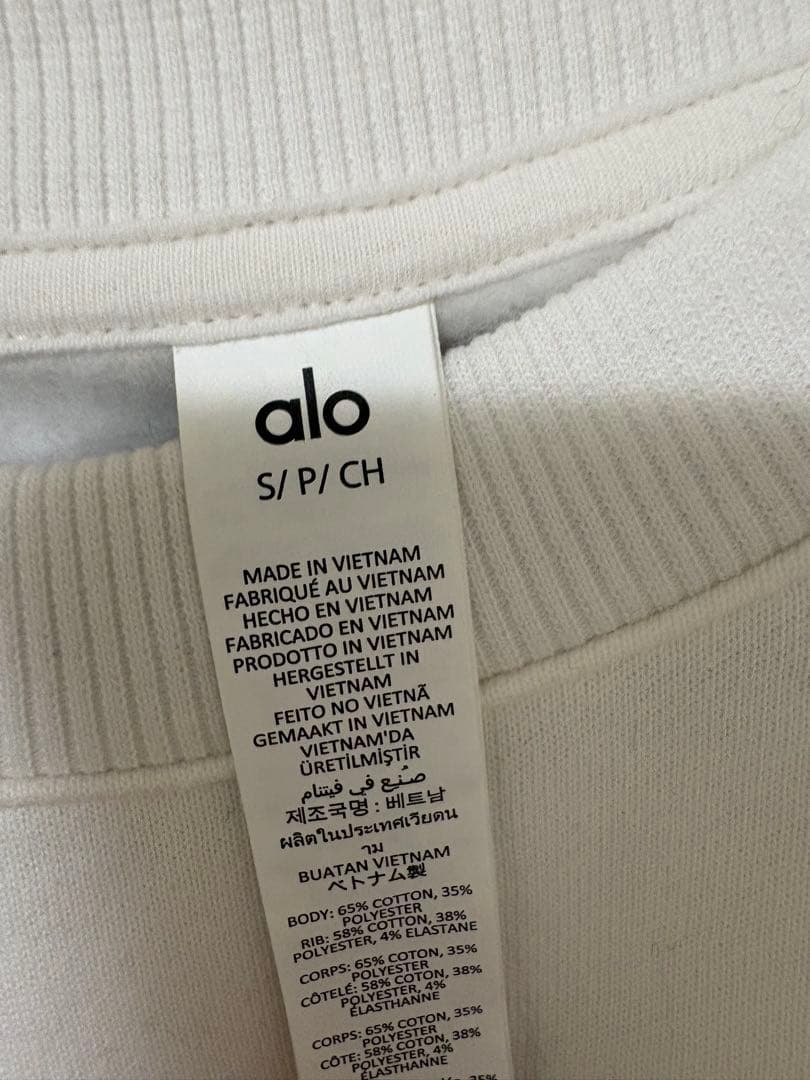 alo
S/ P/ CH
MADE IN VIETNAM
FABRIQUÉ AU VIETNAM
HECHO EN VIETNAM
FABRICADO EN VIETNAM
PRODOTTO IN VIETNAM
HERGESTELLT IN
VIETNAM
FEITO NO VIETNÃ
GEMAAKT IN VIETNAM
VIETNAM'DA
ÜRETİLMİŞTİR
صُنِع في فيتنام
제조국명 : 베트남
ผลิตในประเทศเวียดน
าม
BUATAN VIETNAM
ベトナム製
BODY: 65% COTTON, 35%
POLYESTER
RIB: 58% COTTON, 38%
POLYESTER, 4% ELASTANE
CORPS: 65% COTON, 35%
POLYESTER
CÔTELÉ: 58% COTON, 38%
POLYESTER, 4%
ÉLASTHANNE
CORPS: 65% COTON, 35%
POLYESTER
CÔTE: 58% COTON, 38%
POLYESTER, 4%
ÉLASTHANNE
35%